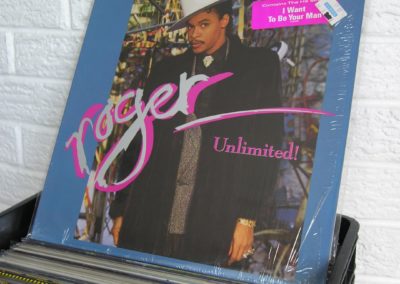 Contains The Hit Single
I Want
To Be Your Man
roger
Unlimited!